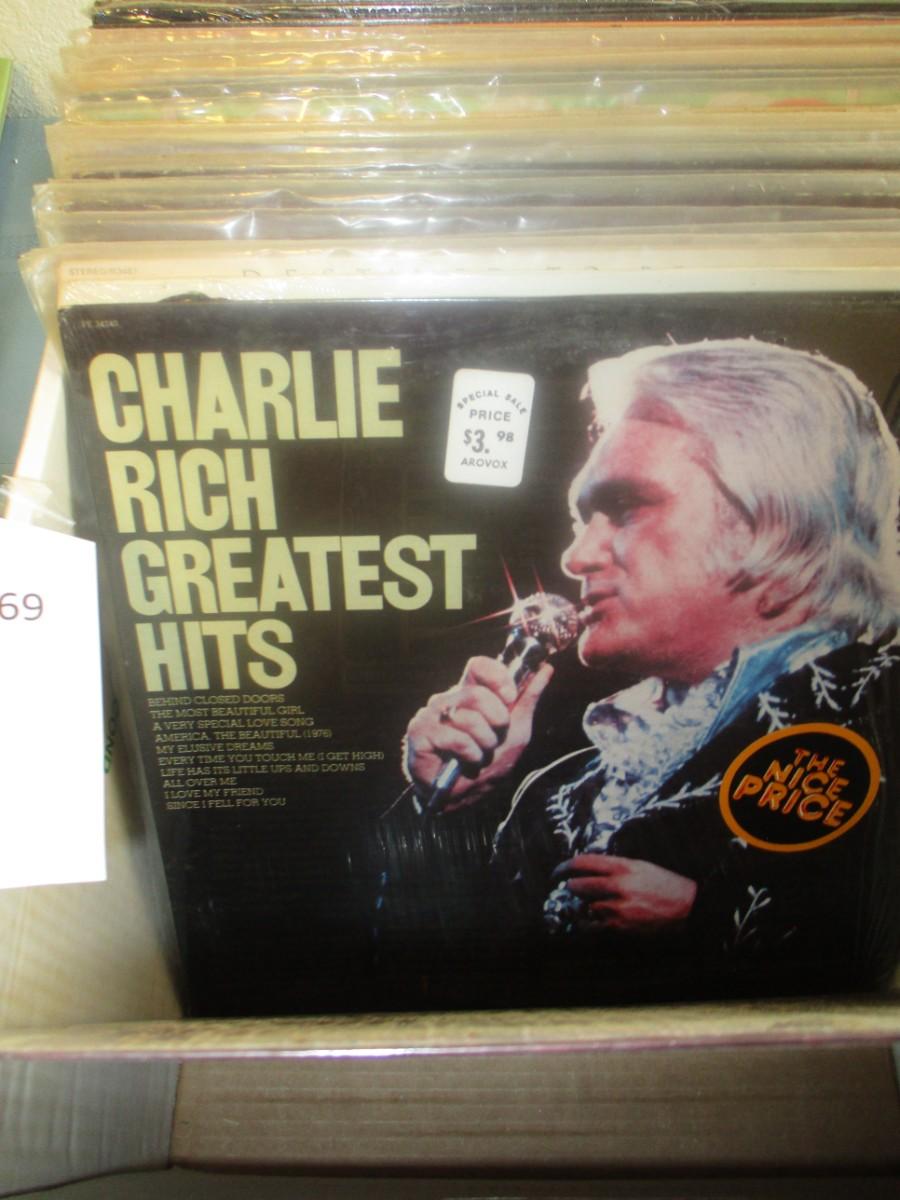 STEREO
69
CHARLIE
RICH
GREATEST
HITS
SPECIAL SALE
PRICE
$3.98
AROVOX
BEHIND CLOSED DOORS
THE MOST BEAUTIFUL GIRL
A VERY SPECIAL LOVE SONG
AMERICA, THE BEAUTIFUL (1976)
MY ELUSIVE DREAMS
EVERY TIME YOU TOUCH ME (I GET HIGH)
LIFE HAS ITS LITTLE UPS AND DOWNS
ALL OVER ME
I LOVE MY FRIEND
SINCE I FELL FOR YOU
THE
NICE
PRICE